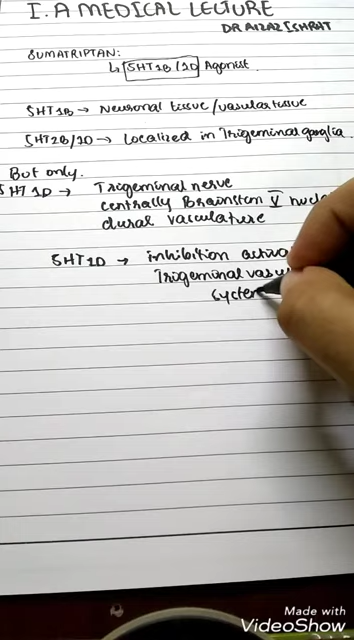 I. A MEDICAL LECTURE
DR AIZAZ ISHRAT
SUMATRIPTAN:
↳ 5HT1B/1D Agonist.
5HT1B → Neuronal tissue/vascular tissue
5HT2B/1D → Localized in Trigeminal ganglia.
But only.
5HT1D → Trigeminal nerve
centrally Brainstem V
dural vasculature
5HT1D → inhibition
Trigeminal
Made with
VideoShow